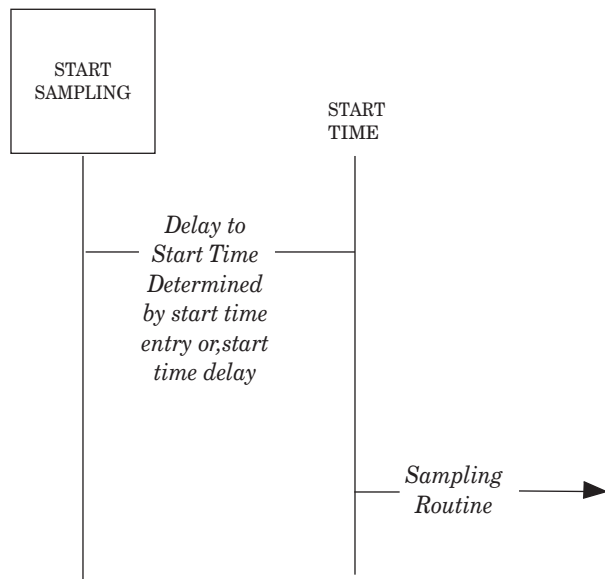 START
SAMPLING
START
TIME
Delay to
Start Time
Determined
by start time
entry or,start
time delay
Sampling
Routine